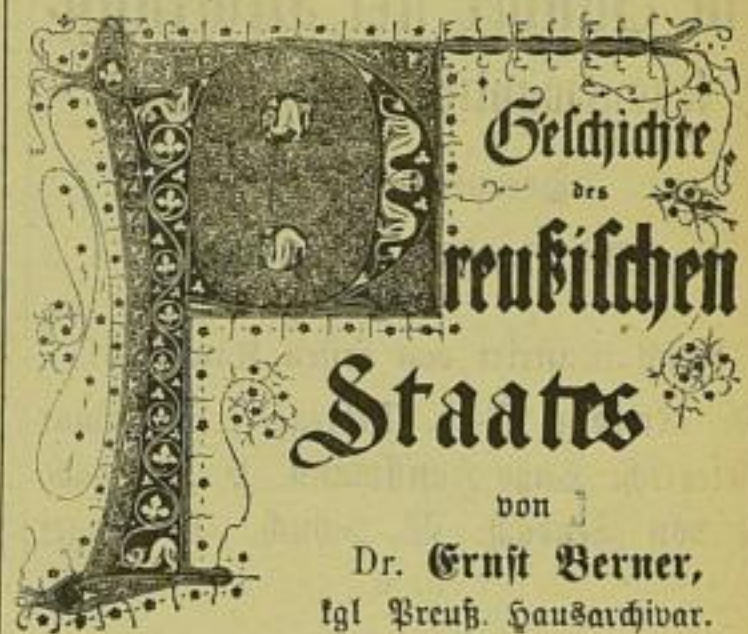 Geschichte
des
Preußischen
Staates
von
Dr. Ernst Berner,
kgl Preuß. Hausarchivar.